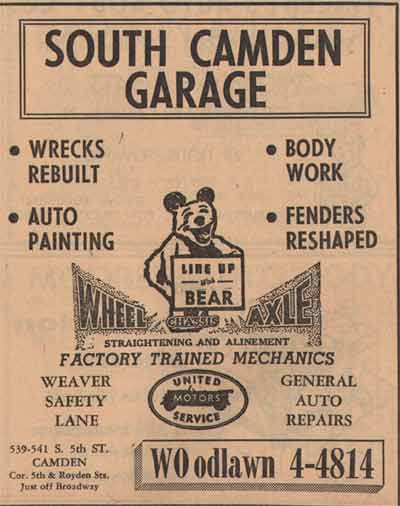 SOUTH CAMDEN
GARAGE
• WRECKS
REBUILT
• BODY
WORK
• AUTO
PAINTING
• FENDERS
RESHAPED
LINE UP
With
BEAR
WHEEL CHASSIS AXLE
STRAIGHTENING AND ALINEMENT
FACTORY TRAINED MECHANICS
WEAVER
SAFETY
LANE
UNITED
MOTORS
SERVICE
GENERAL
AUTO
REPAIRS
539-541 S. 5th ST.
CAMDEN
Cor. 5th & Royden Sts.
Just off Broadway
WO odlawn 4-4814